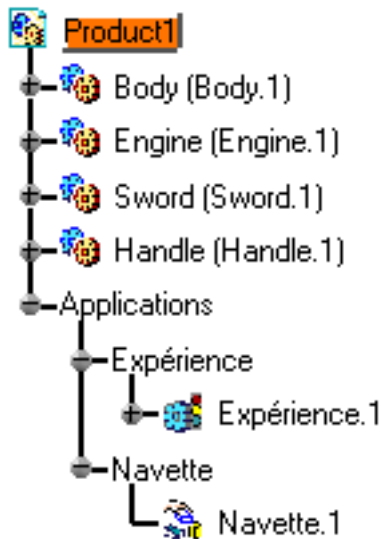 Product1
Body (Body.1)
Engine (Engine.1)
Sword (Sword.1)
Handle (Handle.1)
Applications
Expérience
Expérience.1
Navette
Navette.1